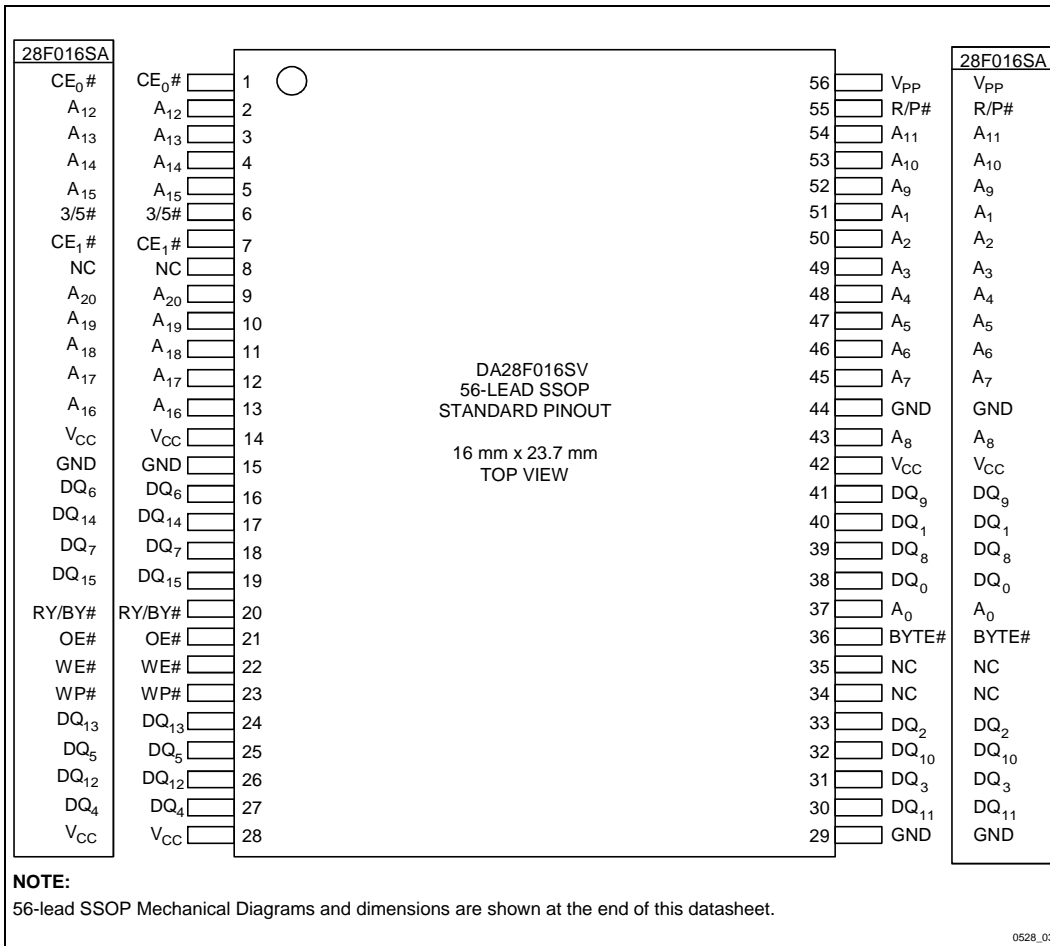 28F016SA 28F016SA
CE0# CE0# 1 56 VPP VPP
A12 A12 2 55 R/P# R/P#
A13 A13 3 54 A11 A11
A14 A14 4 53 A10 A10
A15 A15 5 52 A9 A9
3/5# 3/5# 6 51 A1 A1
CE1# CE1# 7 50 A2 A2
NC NC 8 49 A3 A3
A20 A20 9 48 A4 A4
A19 A19 10 47 A5 A5
A18 A18 11 46 A6 A6
A17 A17 12 45 A7 A7
A16 A16 13 44 GND GND
VCC VCC 14 43 A8 A8
GND GND 15 42 VCC VCC
DQ6 DQ6 16 41 DQ9 DQ9
DQ14 DQ14 17 40 DQ1 DQ1
DQ7 DQ7 18 39 DQ8 DQ8
DQ15 DQ15 19 38 DQ0 DQ0
RY/BY# RY/BY# 20 37 A0 A0
OE# OE# 21 36 BYTE# BYTE#
WE# WE# 22 35 NC NC
WP# WP# 23 34 NC NC
DQ13 DQ13 24 33 DQ2 DQ2
DQ5 DQ5 25 32 DQ10 DQ10
DQ12 DQ12 26 31 DQ3 DQ3
DQ4 DQ4 27 30 DQ11 DQ11
VCC VCC 28 29 GND GND
DA28F016SV
56-LEAD SSOP
STANDARD PINOUT
16 mm x 23.7 mm
TOP VIEW
NOTE:
56-lead SSOP Mechanical Diagrams and dimensions are shown at the end of this datasheet.